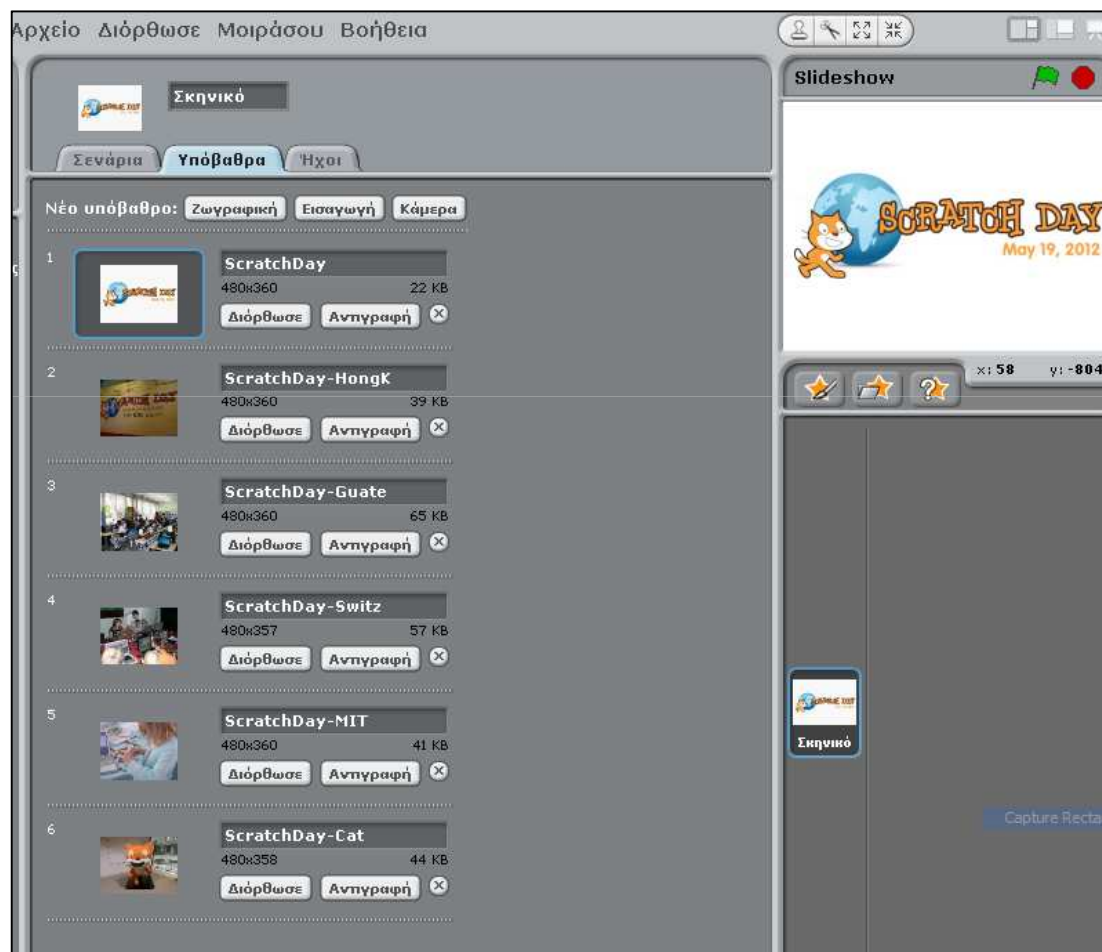 Αρχείο Διόρθωσε Μοιράσου Βοήθεια
Σκηνικό
Σενάρια Υπόβαθρα Ήχοι
Νέο υπόβαθρο: Ζωγραφική Εισαγωγή Κάμερα
1
ScratchDay
480x360 22 KB
Διόρθωσε Αντιγραφή
2
ScratchDay-HongK
480x360 39 KB
Διόρθωσε Αντιγραφή
3
ScratchDay-Guate
480x360 65 KB
Διόρθωσε Αντιγραφή
4
ScratchDay-Switz
480x357 57 KB
Διόρθωσε Αντιγραφή
5
ScratchDay-MIT
480x360 41 KB
Διόρθωσε Αντιγραφή
6
ScratchDay-Cat
480x358 44 KB
Διόρθωσε Αντιγραφή
Slideshow
SCRATCH DAY
May 19, 2012
x: 58 y: -804
Σκηνικό
Capture Recta